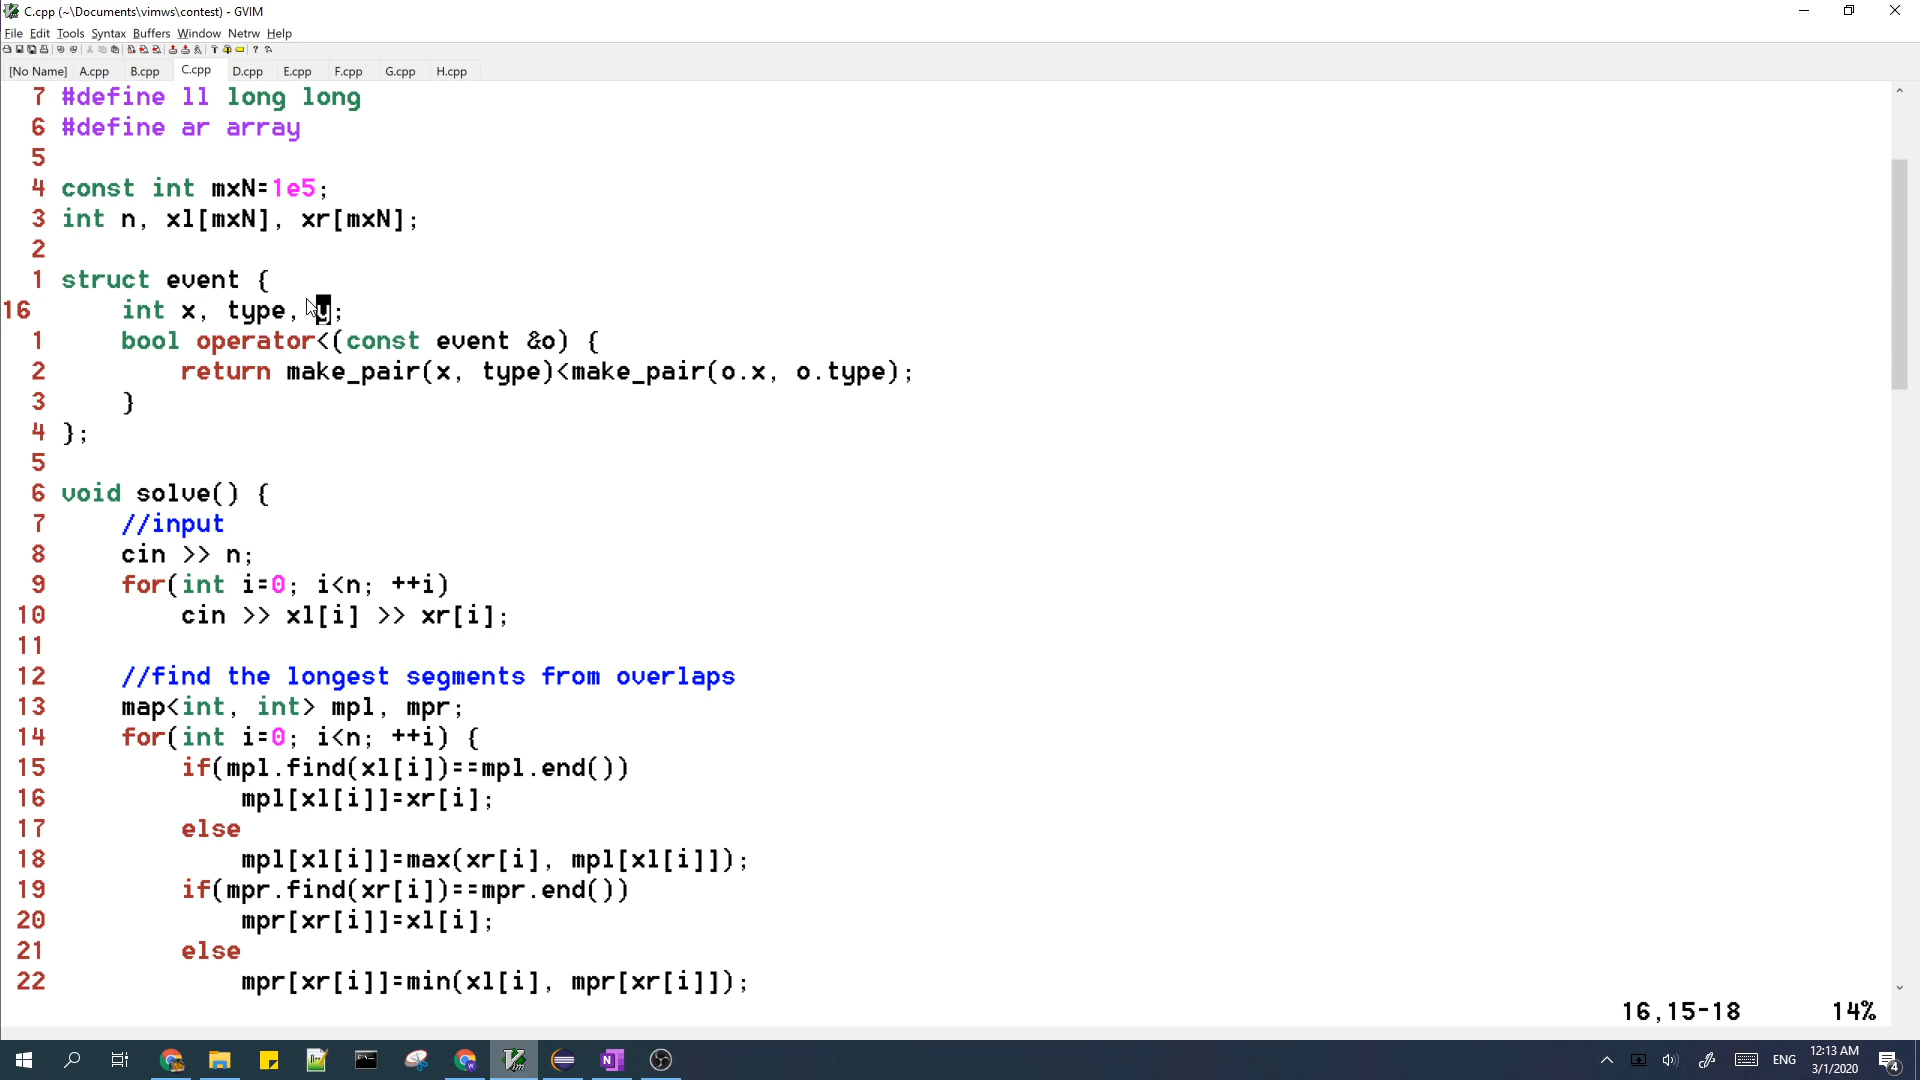 C.cpp (~\Documents\vimws\contest) - GVIM
File Edit Tools Syntax Buffers Window Netrw Help
[No Name] A.cpp B.cpp C.cpp D.cpp E.cpp F.cpp G.cpp H.cpp
7 #define ll long long
6 #define ar array
5
4 const int mxN=1e5;
3 int n, xl[mxN], xr[mxN];
2
1 struct event {
16 int x, type, y;
1 bool operator<(const event &o) {
2 return make_pair(x, type)<make_pair(o.x, o.type);
3 }
4 };
5
6 void solve() {
7 //input
8 cin >> n;
9 for(int i=0; i<n; ++i)
10 cin >> xl[i] >> xr[i];
11
12 //find the longest segments from overlaps
13 map<int, int> mpl, mpr;
14 for(int i=0; i<n; ++i) {
15 if(mpl.find(xl[i])==mpl.end())
16 mpl[xl[i]]=xr[i];
17 else
18 mpl[xl[i]]=max(xr[i], mpl[xl[i]]);
19 if(mpr.find(xr[i])==mpr.end())
20 mpr[xr[i]]=xl[i];
21 else
22 mpr[xr[i]]=min(xl[i], mpr[xr[i]]);
16,15-18 14%
ENG
12:13 AM
3/1/2020
4